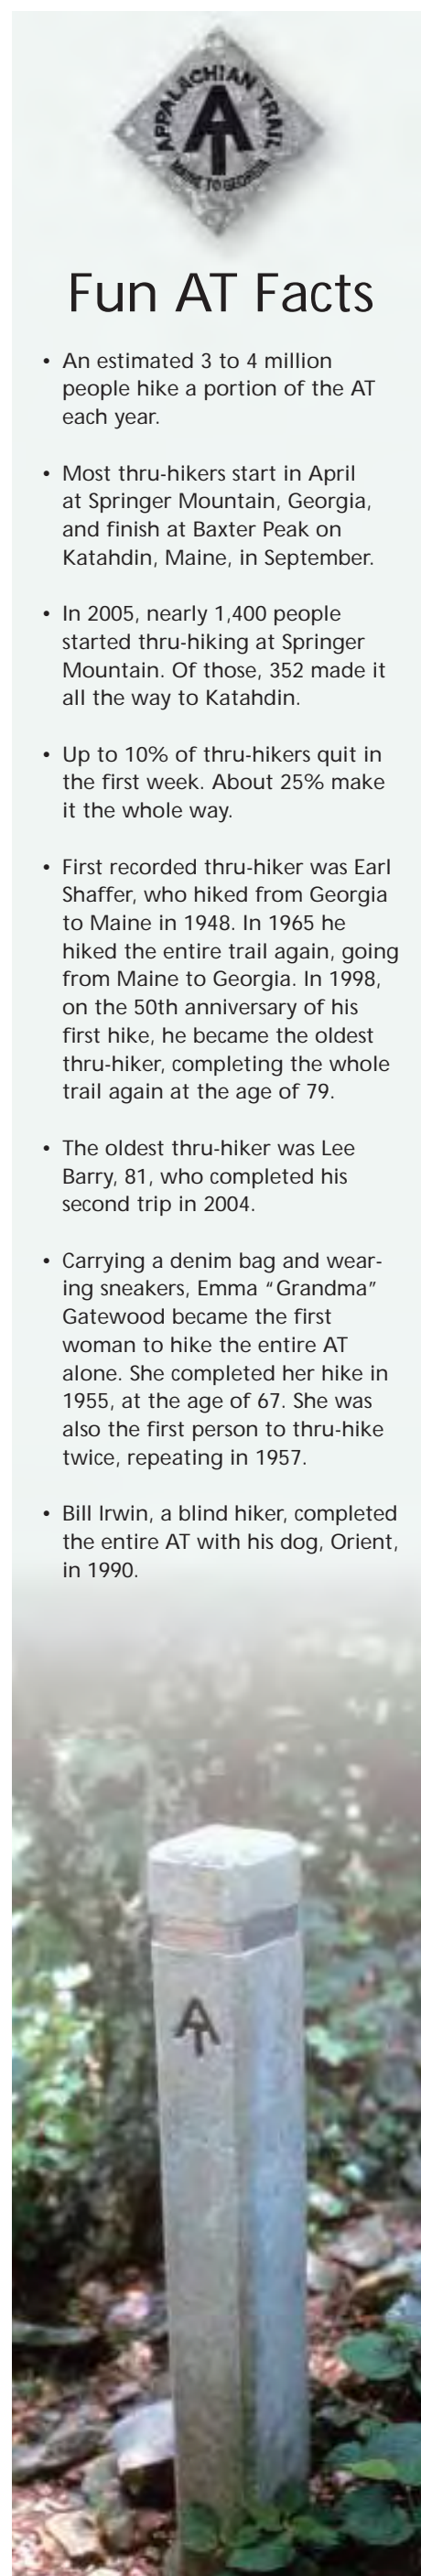 APPALACHIAN TRAIL
AT
MAINE TO GEORGIA
Fun AT Facts
• An estimated 3 to 4 million
people hike a portion of the AT
each year.
• Most thru-hikers start in April
at Springer Mountain, Georgia,
and finish at Baxter Peak on
Katahdin, Maine, in September.
• In 2005, nearly 1,400 people
started thru-hiking at Springer
Mountain. Of those, 352 made it
all the way to Katahdin.
• Up to 10% of thru-hikers quit in
the first week. About 25% make
it the whole way.
• First recorded thru-hiker was Earl
Shaffer, who hiked from Georgia
to Maine in 1948. In 1965 he
hiked the entire trail again, going
from Maine to Georgia. In 1998,
on the 50th anniversary of his
first hike, he became the oldest
thru-hiker, completing the whole
trail again at the age of 79.
• The oldest thru-hiker was Lee
Barry, 81, who completed his
second trip in 2004.
• Carrying a denim bag and wear-
ing sneakers, Emma “Grandma”
Gatewood became the first
woman to hike the entire AT
alone. She completed her hike in
1955, at the age of 67. She was
also the first person to thru-hike
twice, repeating in 1957.
• Bill Irwin, a blind hiker, completed
the entire AT with his dog, Orient,
in 1990.
AT